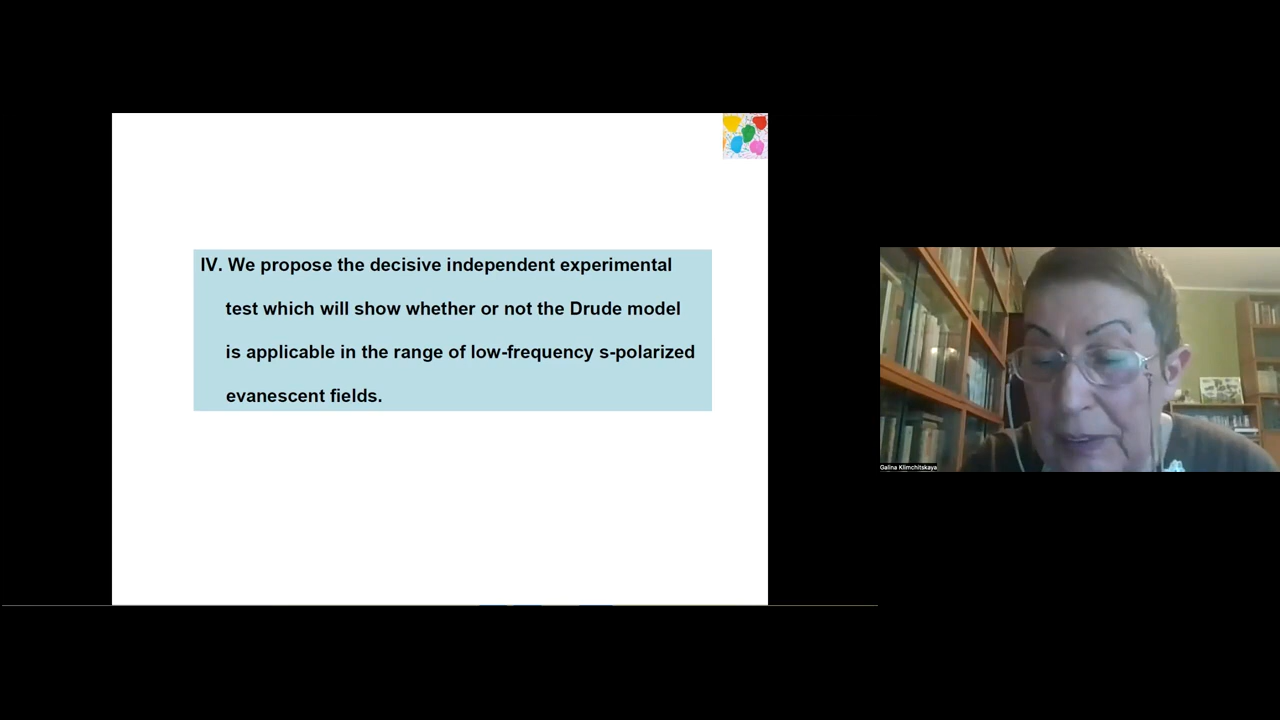 IV. We propose the decisive independent experimental
test which will show whether or not the Drude model
is applicable in the range of low-frequency s-polarized
evanescent fields.
Galina Klimchitskaya